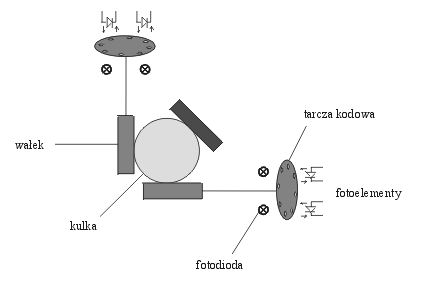 tarcza kodowa
wałek
fotoelementy
kulka
fotodioda